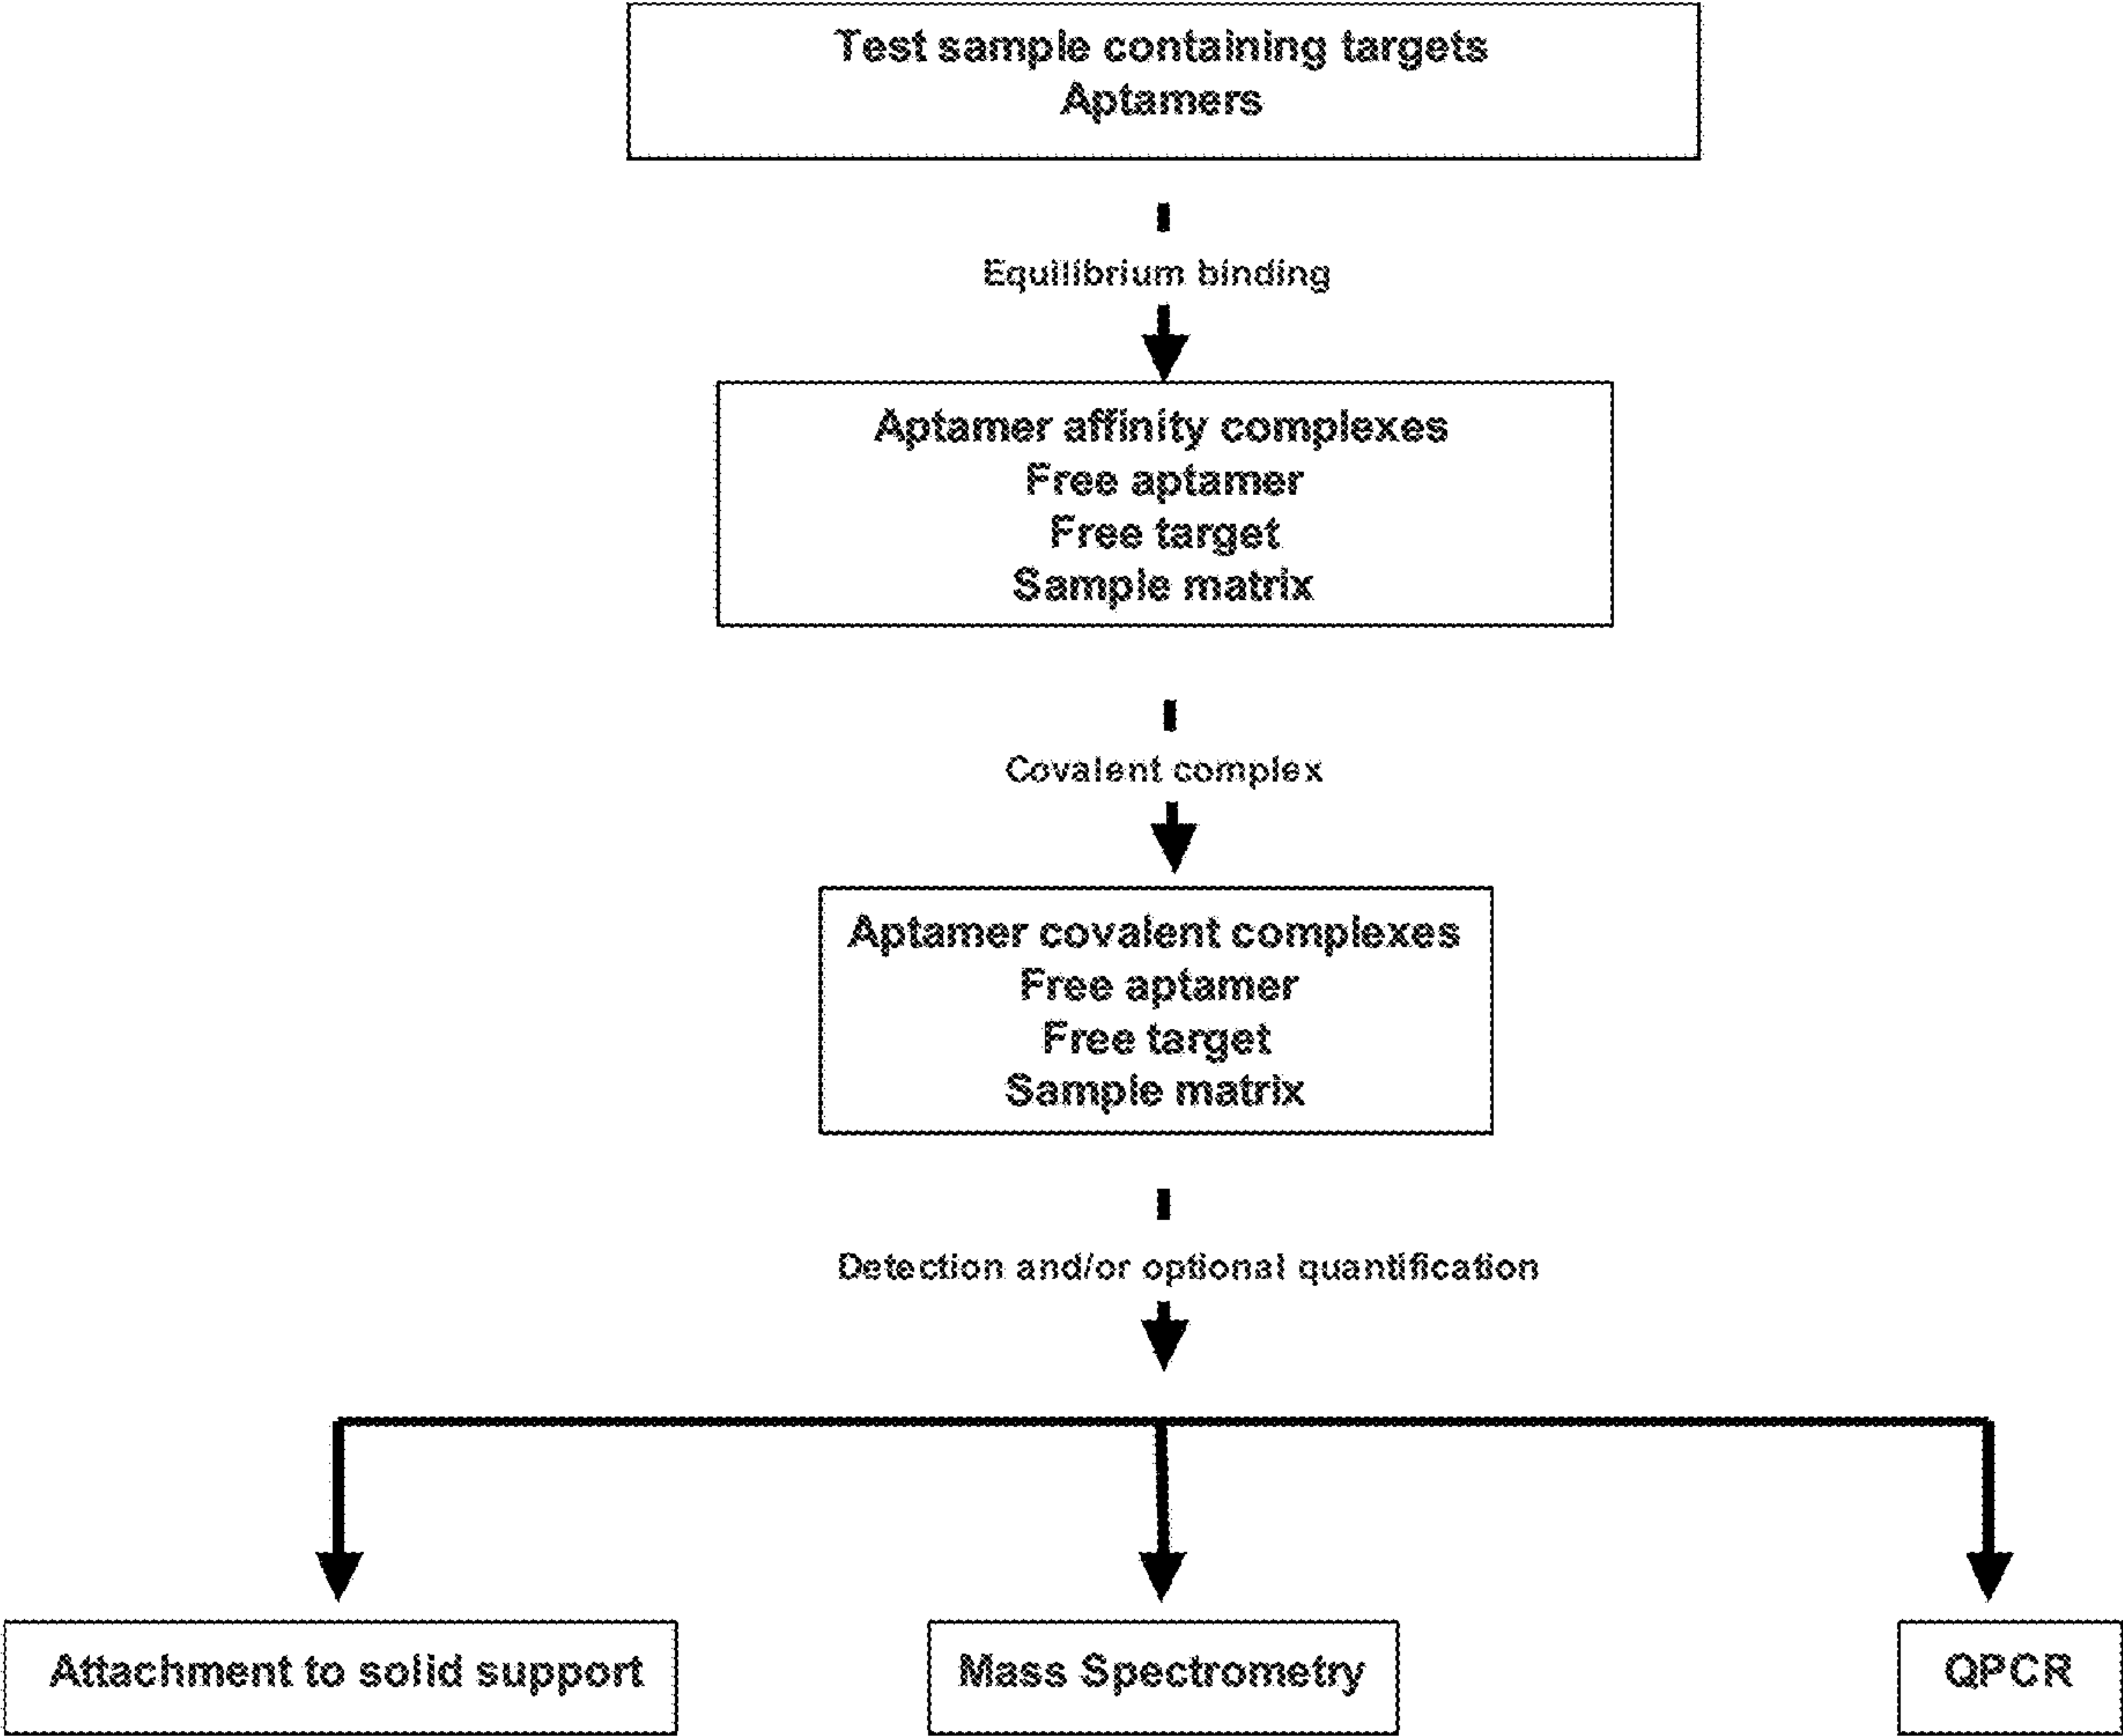 Test sample containing targets
Aptamers
Equilibrium binding
Aptamer affinity complexes
Free aptamer
Free target
Sample matrix
Covalent complex
Aptamer covalent complexes
Free aptamer
Free target
Sample matrix
Detection and/or optional quantification
Attachment to solid support
Mass Spectrometry
QPCR